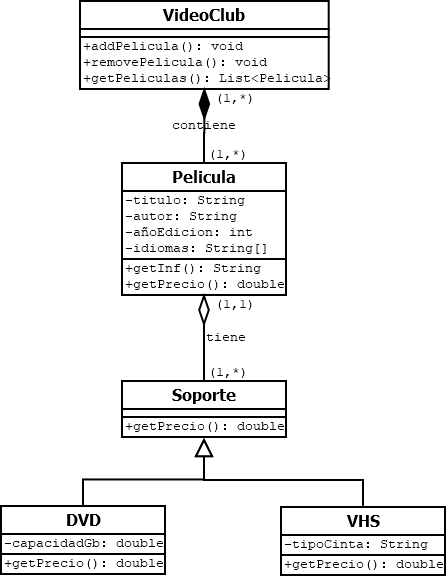 VideoClub
+addPelicula(): void
+removePelicula(): void
+getPeliculas(): List<Pelicula>
(1,*)
contiene
(1,*)
Pelicula
-titulo: String
-autor: String
-añoEdicion: int
-idiomas: String[]
+getInf(): String
+getPrecio(): double
(1,1)
tiene
(1,*)
Soporte
+getPrecio(): double
DVD
-capacidadGb: double
+getPrecio(): double
VHS
-tipoCinta: String
+getPrecio(): double